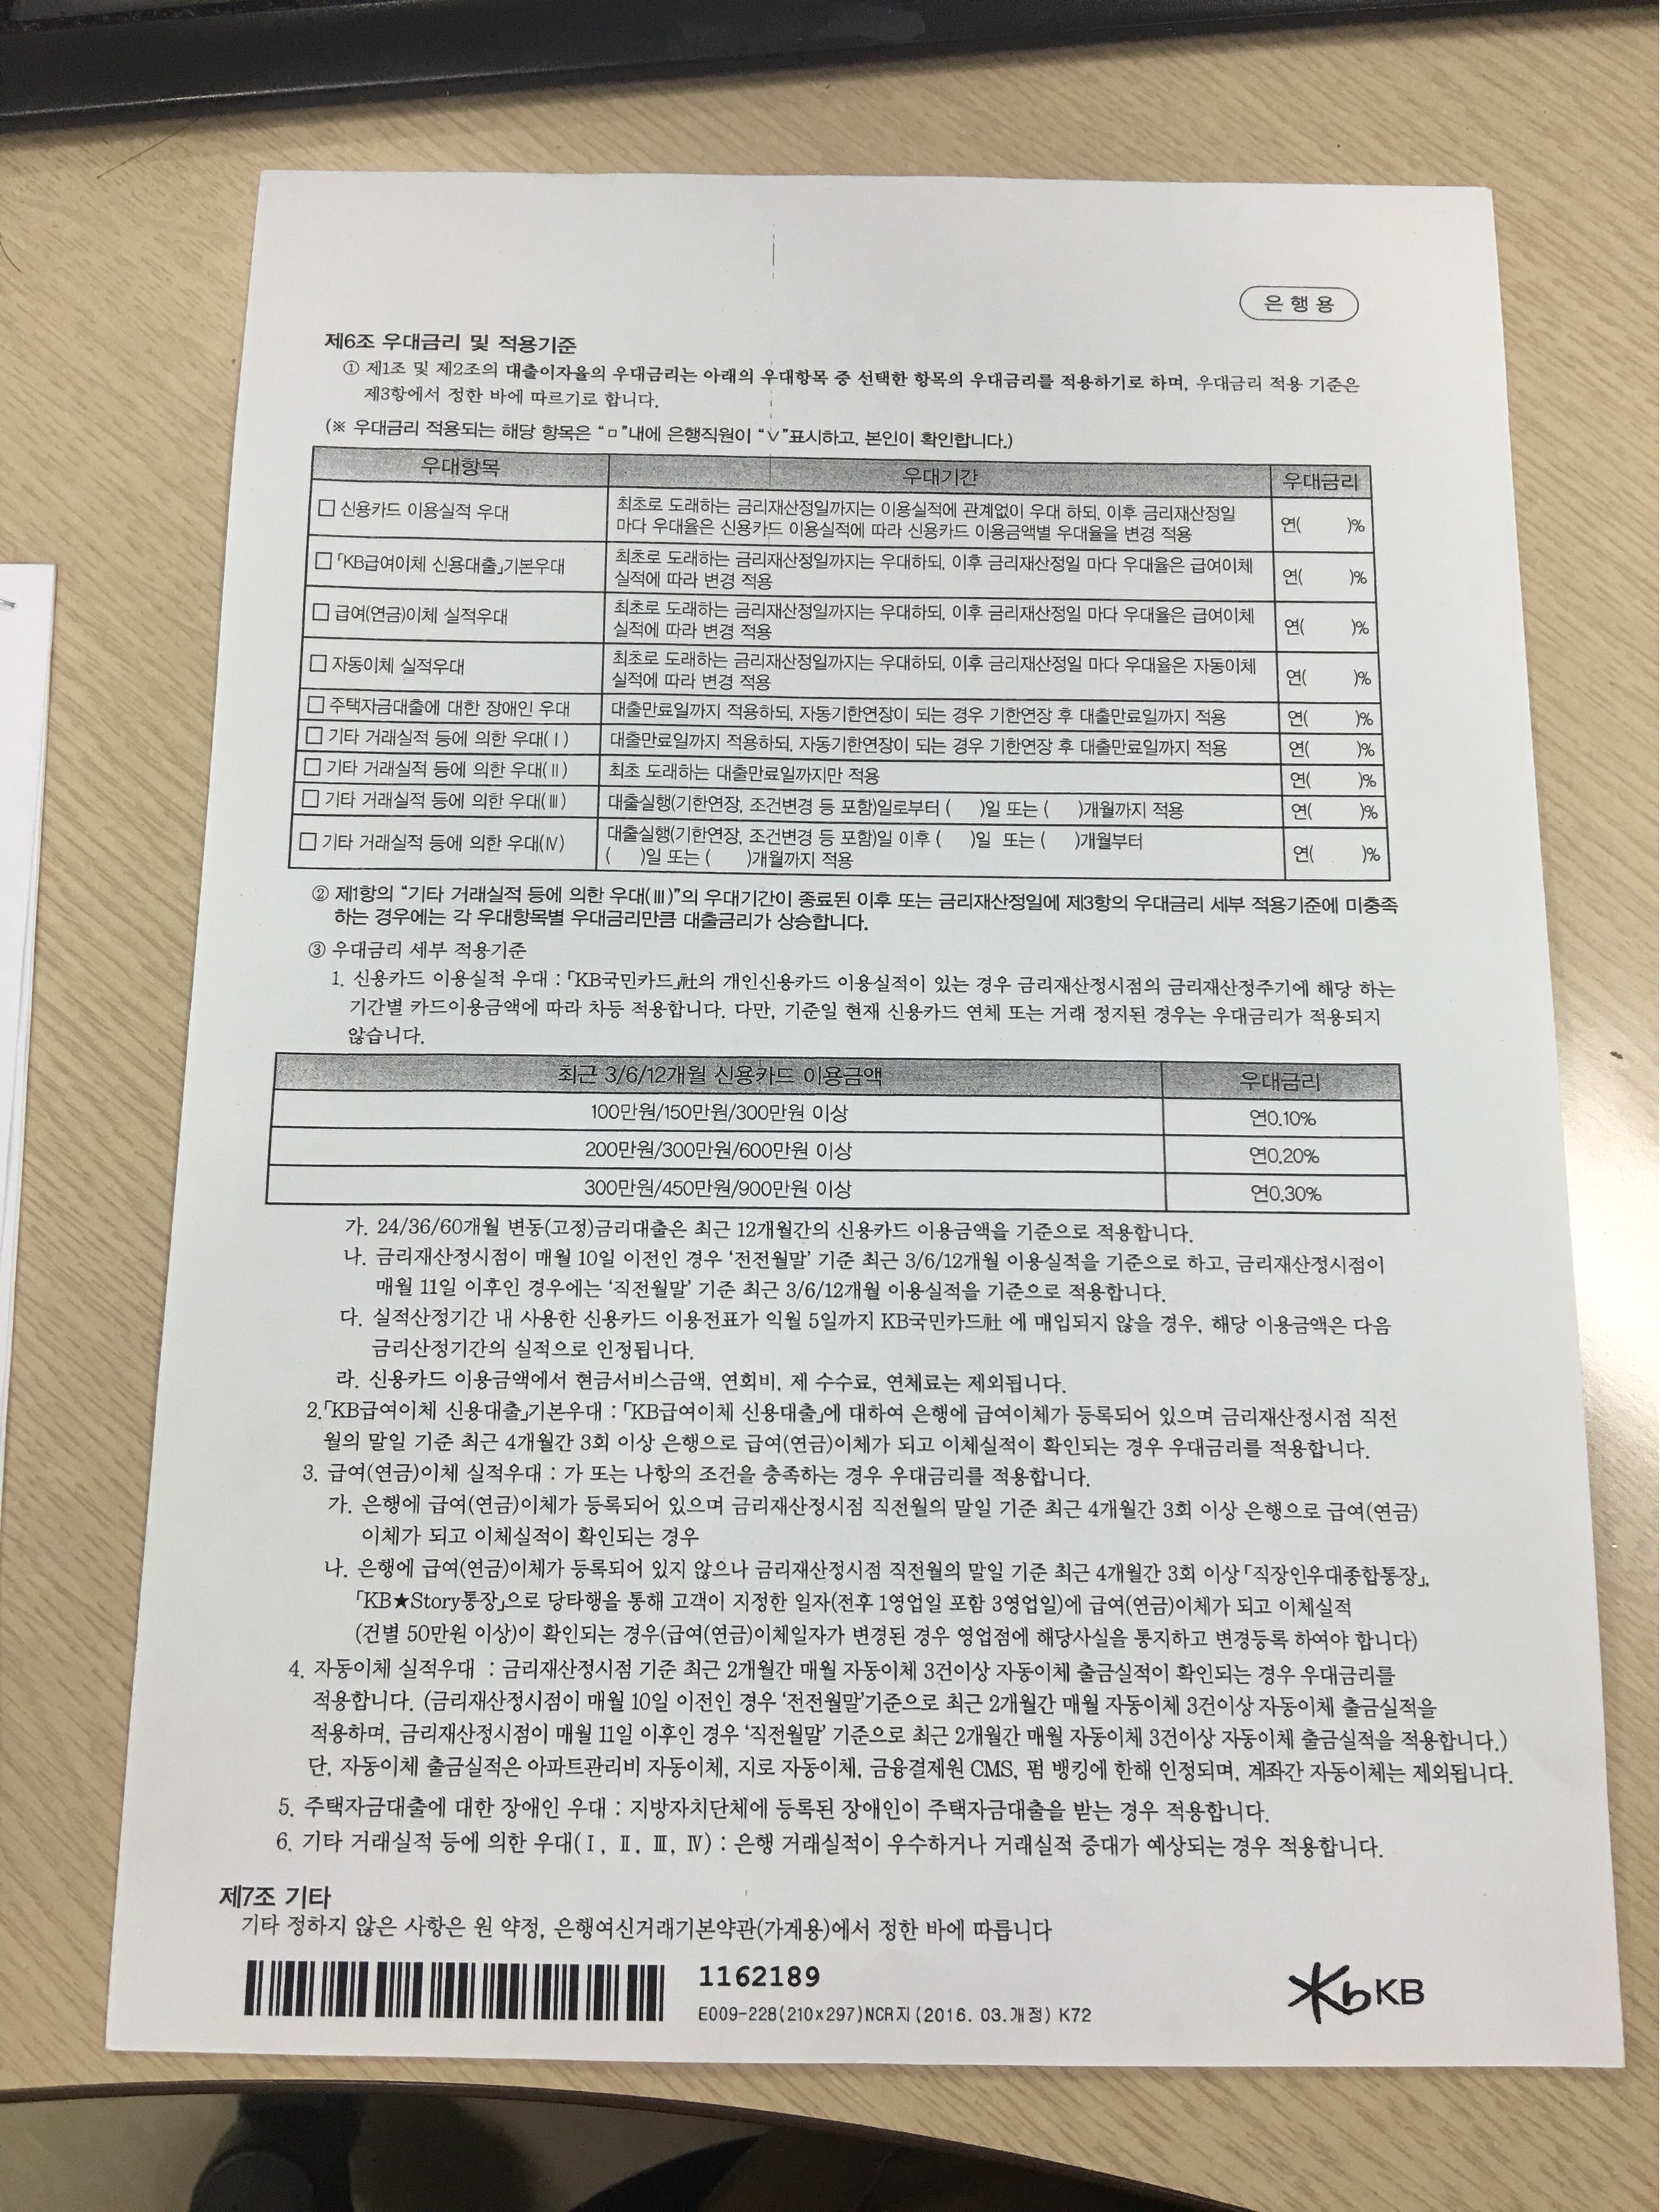 은 행 용
제6조 우대금리 및 적용기준
① 제1조 및 제2조의 대출이자율의 우대금리는 아래의 우대항목 중 선택한 항목의 우대금리를 적용하기로 하며, 우대금리 적용 기준은
제3항에서 정한 바에 따르기로 합니다.
(※ 우대금리 적용되는 해당 항목은 “□”내에 은행직원이 “∨”표시하고, 본인이 확인합니다.)
우대항목 우대기간 우대금리
□ 신용카드 이용실적 우대 최초로 도래하는 금리재산정일까지는 이용실적에 관계없이 우대 하되, 이후 금리재산정일 연( )%
마다 우대율은 신용카드 이용실적에 따라 신용카드 이용금액별 우대율을 변경 적용
□ 「KB급여이체 신용대출」기본우대 최초로 도래하는 금리재산정일까지는 우대하되, 이후 금리재산정일 마다 우대율은 급여이체 연( )%
실적에 따라 변경 적용
□ 급여(연금)이체 실적우대 최초로 도래하는 금리재산정일까지는 우대하되, 이후 금리재산정일 마다 우대율은 급여이체 연( )%
실적에 따라 변경 적용
□ 자동이체 실적우대 최초로 도래하는 금리재산정일까지는 우대하되, 이후 금리재산정일 마다 우대율은 자동이체 연( )%
실적에 따라 변경 적용
□ 주택자금대출에 대한 장애인 우대 대출만료일까지 적용하되, 자동기한연장이 되는 경우 기한연장 후 대출만료일까지 적용 연( )%
□ 기타 거래실적 등에 의한 우대(Ⅰ) 대출만료일까지 적용하되, 자동기한연장이 되는 경우 기한연장 후 대출만료일까지 적용 연( )%
□ 기타 거래실적 등에 의한 우대(Ⅱ) 최초 도래하는 대출만료일까지만 적용 연( )%
□ 기타 거래실적 등에 의한 우대(Ⅲ) 대출실행(기한연장, 조건변경 등 포함)일로부터 ( )일 또는 ( )개월까지 적용 연( )%
□ 기타 거래실적 등에 의한 우대(Ⅳ) 대출실행(기한연장, 조건변경 등 포함)일 이후 ( )일 또는 ( )개월부터 연( )%
( )일 또는 ( )개월까지 적용
② 제1항의 “기타 거래실적 등에 의한 우대(Ⅲ)”의 우대기간이 종료된 이후 또는 금리재산정일에 제3항의 우대금리 세부 적용기준에 미충족
하는 경우에는 각 우대항목별 우대금리만큼 대출금리가 상승합니다.
③ 우대금리 세부 적용기준
1. 신용카드 이용실적 우대 : 「KB국민카드」社의 개인신용카드 이용실적이 있는 경우 금리재산정시점의 금리재산정주기에 해당 하는
기간별 카드이용금액에 따라 차등 적용합니다. 다만, 기준일 현재 신용카드 연체 또는 거래 정지된 경우는 우대금리가 적용되지
않습니다.
최근 3/6/12개월 신용카드 이용금액 우대금리
100만원/150만원/300만원 이상 연0.10%
200만원/300만원/600만원 이상 연0.20%
300만원/450만원/900만원 이상 연0.30%
가. 24/36/60개월 변동(고정)금리대출은 최근 12개월간의 신용카드 이용금액을 기준으로 적용합니다.
나. 금리재산정시점이 매월 10일 이전인 경우 ‘전전월말’ 기준 최근 3/6/12개월 이용실적을 기준으로 하고, 금리재산정시점이
매월 11일 이후인 경우에는 ‘직전월말’ 기준 최근 3/6/12개월 이용실적을 기준으로 적용합니다.
다. 실적산정기간 내 사용한 신용카드 이용전표가 익월 5일까지 KB국민카드社 에 매입되지 않을 경우, 해당 이용금액은 다음
금리산정기간의 실적으로 인정됩니다.
라. 신용카드 이용금액에서 현금서비스금액, 연회비, 제 수수료, 연체료는 제외됩니다.
2.「KB급여이체 신용대출」기본우대 : 「KB급여이체 신용대출」에 대하여 은행에 급여이체가 등록되어 있으며 금리재산정시점 직전
월의 말일 기준 최근 4개월간 3회 이상 은행으로 급여(연금)이체가 되고 이체실적이 확인되는 경우 우대금리를 적용합니다.
3. 급여(연금)이체 실적우대 : 가 또는 나항의 조건을 충족하는 경우 우대금리를 적용합니다.
가. 은행에 급여(연금)이체가 등록되어 있으며 금리재산정시점 직전월의 말일 기준 최근 4개월간 3회 이상 은행으로 급여(연금)
이체가 되고 이체실적이 확인되는 경우
나. 은행에 급여(연금)이체가 등록되어 있지 않으나 금리재산정시점 직전월의 말일 기준 최근 4개월간 3회 이상「직장인우대종합통장」,
「KB★Story통장」으로 당타행을 통해 고객이 지정한 일자(전후 1영업일 포함 3영업일)에 급여(연금)이체가 되고 이체실적
(건별 50만원 이상)이 확인되는 경우(급여(연금)이체일자가 변경된 경우 영업점에 해당사실을 통지하고 변경등록 하여야 합니다)
4. 자동이체 실적우대 : 금리재산정시점 기준 최근 2개월간 매월 자동이체 3건이상 자동이체 출금실적이 확인되는 경우 우대금리를
적용합니다. (금리재산정시점이 매월 10일 이전인 경우 ‘전전월말’기준으로 최근 2개월간 매월 자동이체 3건이상 자동이체 출금실적을
적용하며, 금리재산정시점이 매월 11일 이후인 경우 ‘직전월말’ 기준으로 최근 2개월간 매월 자동이체 3건이상 자동이체 출금실적을 적용합니다.)
단, 자동이체 출금실적은 아파트관리비 자동이체, 지로 자동이체, 금융결제원 CMS, 펌 뱅킹에 한해 인정되며, 계좌간 자동이체는 제외됩니다.
5. 주택자금대출에 대한 장애인 우대 : 지방자치단체에 등록된 장애인이 주택자금대출을 받는 경우 적용합니다.
6. 기타 거래실적 등에 의한 우대(Ⅰ, Ⅱ, Ⅲ, Ⅳ) : 은행 거래실적이 우수하거나 거래실적 증대가 예상되는 경우 적용합니다.
제7조 기타
기타 정하지 않은 사항은 원 약정, 은행여신거래기본약관(가계용)에서 정한 바에 따릅니다
1162189
E009-228(210x297)NCR지(2016. 03.개정) K72
KB